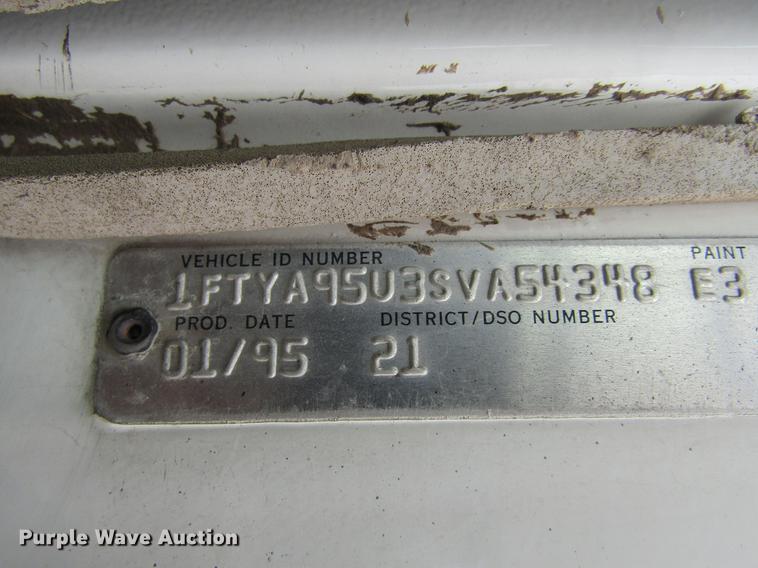 VEHICLE ID NUMBER PAINT
1FTYA95U3SVA54348 E3
PROD. DATE DISTRICT/DSO NUMBER
01/95 21
Purple Wave Auction